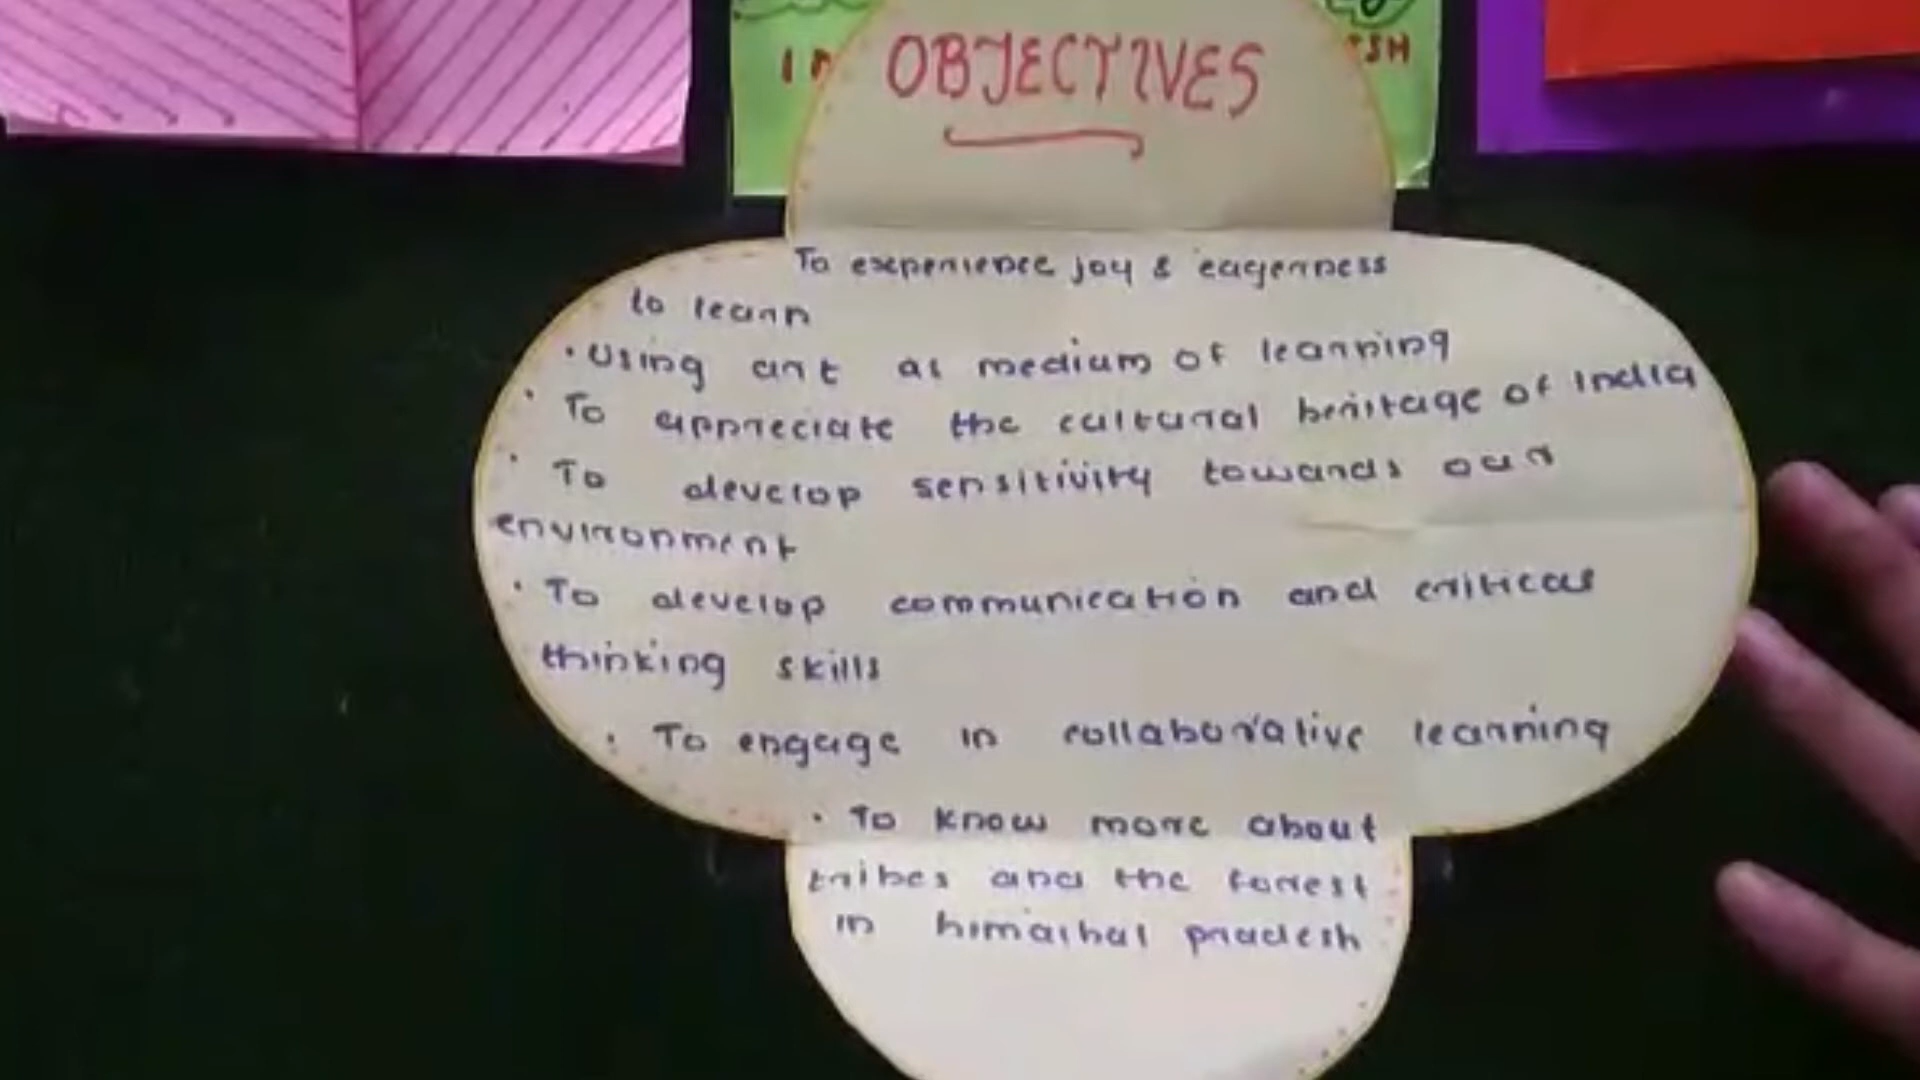 OBJECTIVES
To experience joy & eagerness
to learn
• Using art as medium of learning
• To appreciate the cultural heritage of India
• To develop sensitivity towards our
environment
• To develop communication and critical
thinking skills
• To engage in collaborative learning
• To know more about
tribes and the forest
in himachal pradesh